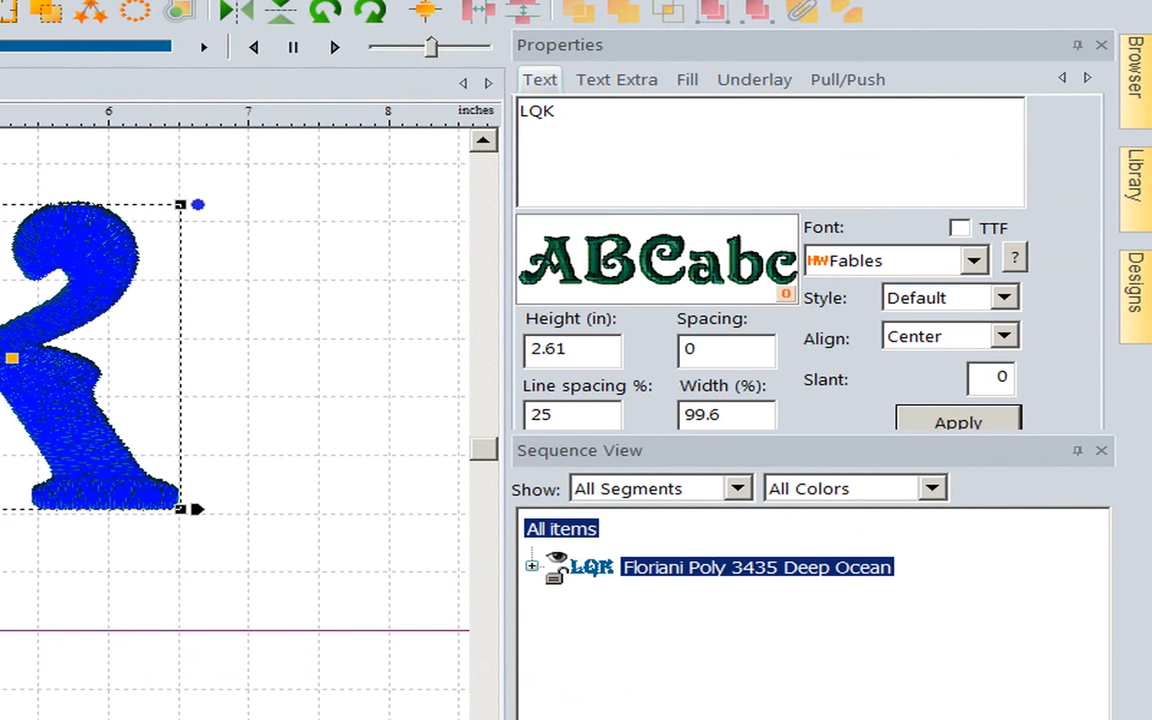 Properties
Text Text Extra Fill Underlay Pull/Push
6 7 8 inches
LQK
ABCabc
Font: TTF
HWFables ?
Style: Default
Align: Center
Slant: 0
Height (in): Spacing:
2.61 0
Line spacing %: Width (%):
25 99.6
Apply
Sequence View
Show: All Segments All Colors
All items
LQK Floriani Poly 3435 Deep Ocean
Browser
Library
Designs